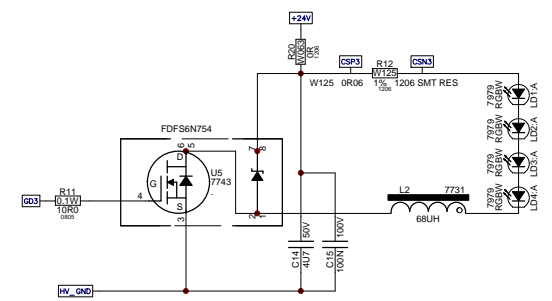 +24V
R20
W063
0R
1206
CSP3
R12
CSN3
W125
W125 0R06 1% 1206 SMT RES
1206
7979
RGBW
LD1:A
7979
RGBW
LD2:A
7979
RGBW
LD3:A
7979
RGBW
LD4:A
FDFS6N754
6
5
7
8
D
U5
7743
G
S
4
3
2
1
GD3
R11
0.1W
10R0
0805
L2
7731
68UH
50V
C14
4U7
100V
C15
100N
HV_GND